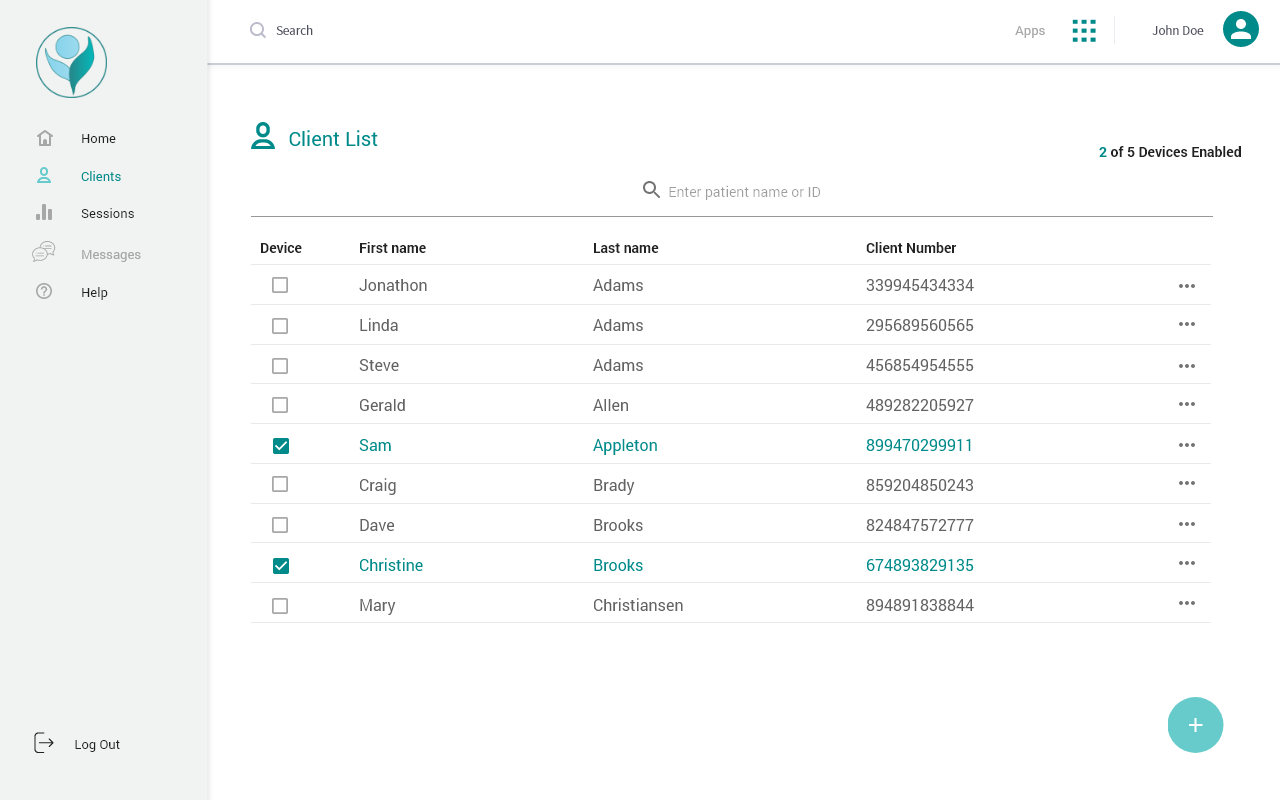 Search
Apps
John Doe
Home
Clients
Sessions
Messages
Help
Log Out
Client List
2 of 5 Devices Enabled
Enter patient name or ID
Device First name Last name Client Number
Jonathon Adams 339945434334
Linda Adams 295689560565
Steve Adams 456854954555
Gerald Allen 489282205927
Sam Appleton 899470299911
Craig Brady 859204850243
Dave Brooks 824847572777
Christine Brooks 674893829135
Mary Christiansen 894891838844